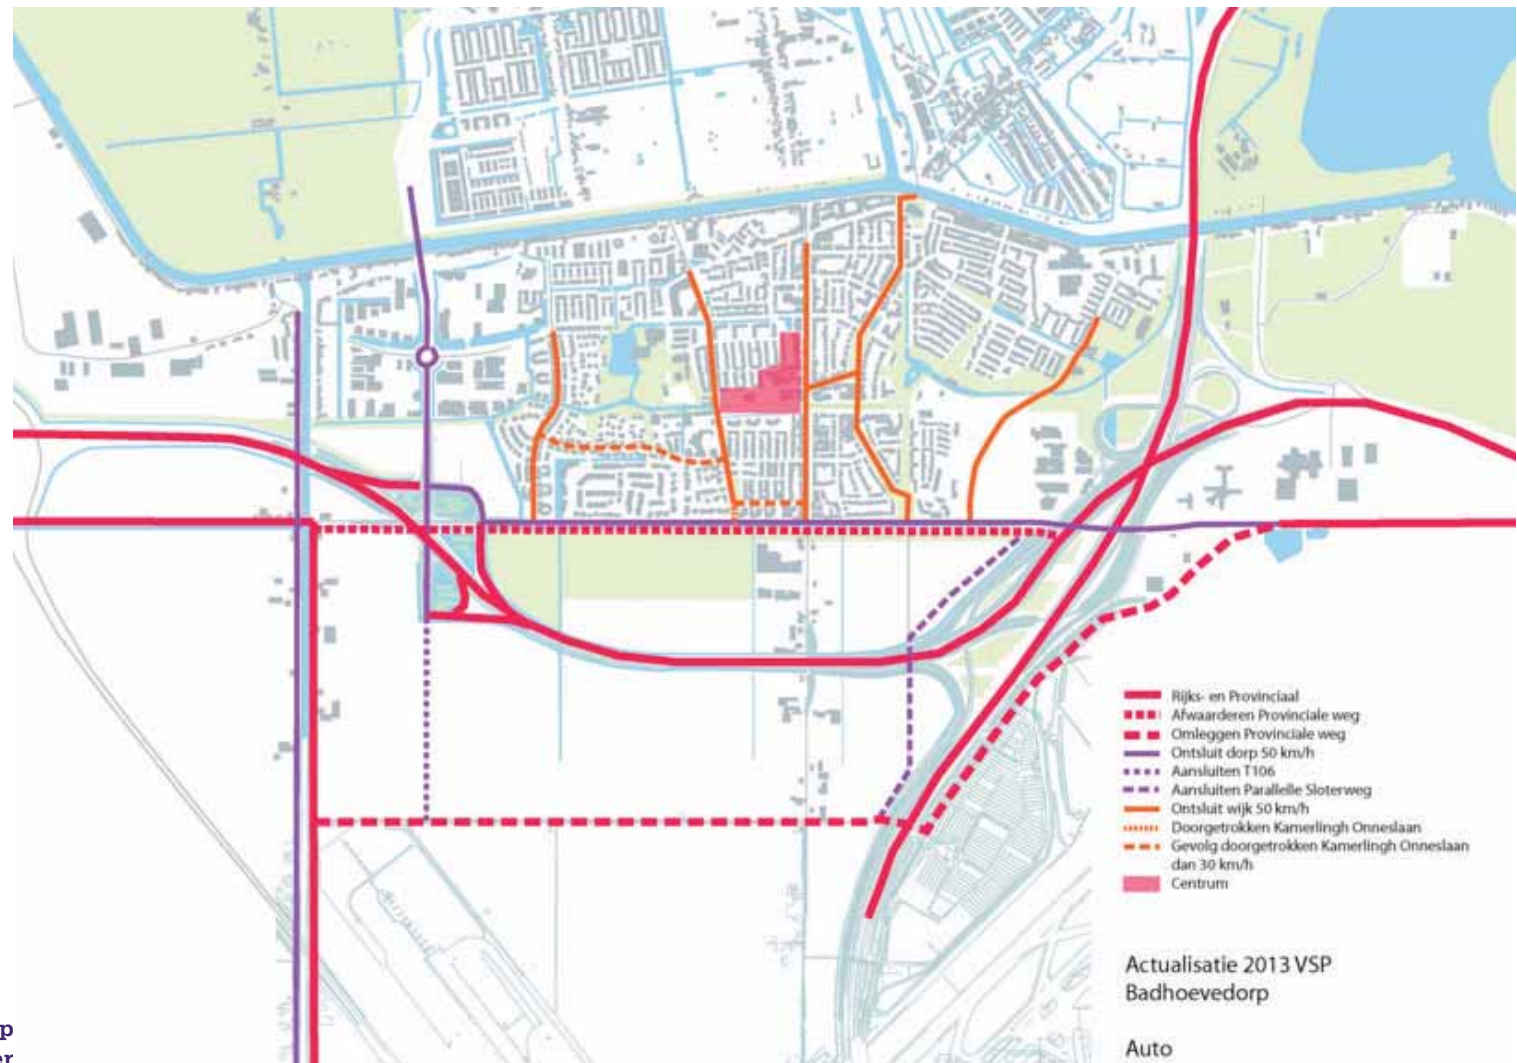 Rijks- en Provinciaal
Afwaarderen Provinciale weg
Omleggen Provinciale weg
Ontsluit dorp 50 km/h
Aansluiten T106
Aansluiten Parallelle Sloterweg
Ontsluit wijk 50 km/h
Doorgetrokken Kamerlingh Onneslaan
Gevolg doorgetrokken Kamerlingh Onneslaan
dan 30 km/h
Centrum
Actualisatie 2013 VSP
Badhoevedorp
Auto
p
er